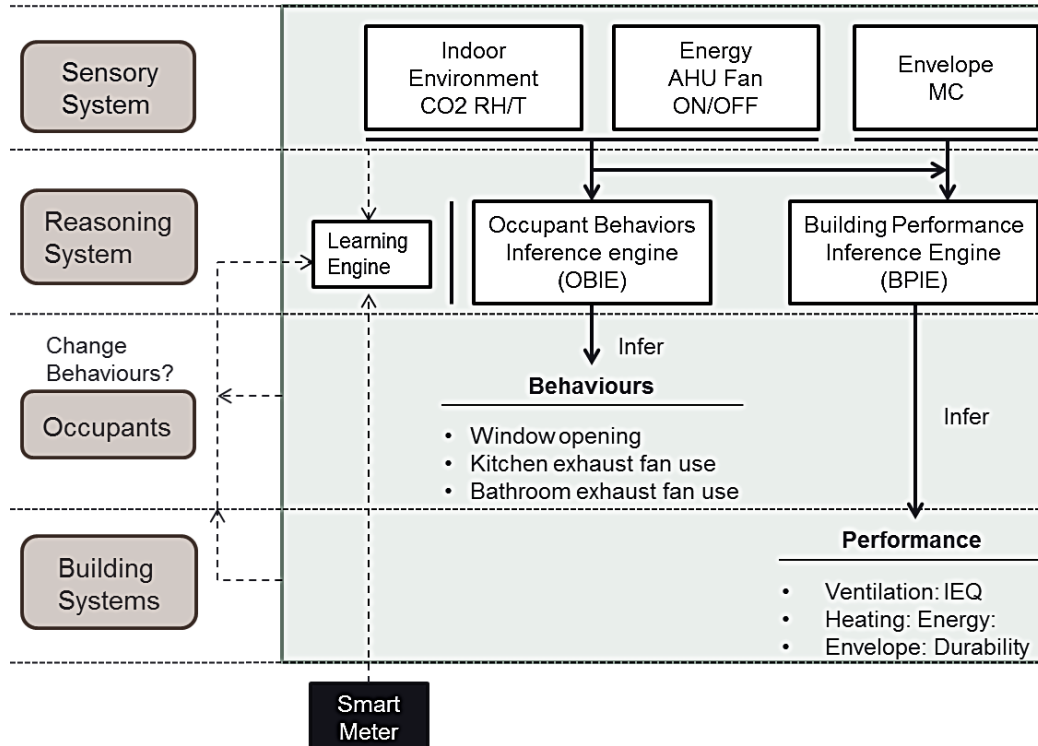 Sensory
System
Indoor
Environment
CO2 RH/T
Energy
AHU Fan
ON/OFF
Envelope
MC
Reasoning
System
Learning
Engine
Occupant Behaviors
Inference engine
(OBIE)
Building Performance
Inference Engine
(BPIE)
Change
Behaviours?
Occupants
Infer
Behaviours
• Window opening
• Kitchen exhaust fan use
• Bathroom exhaust fan use
Infer
Building
Systems
Performance
• Ventilation: IEQ
• Heating: Energy:
• Envelope: Durability
Smart
Meter